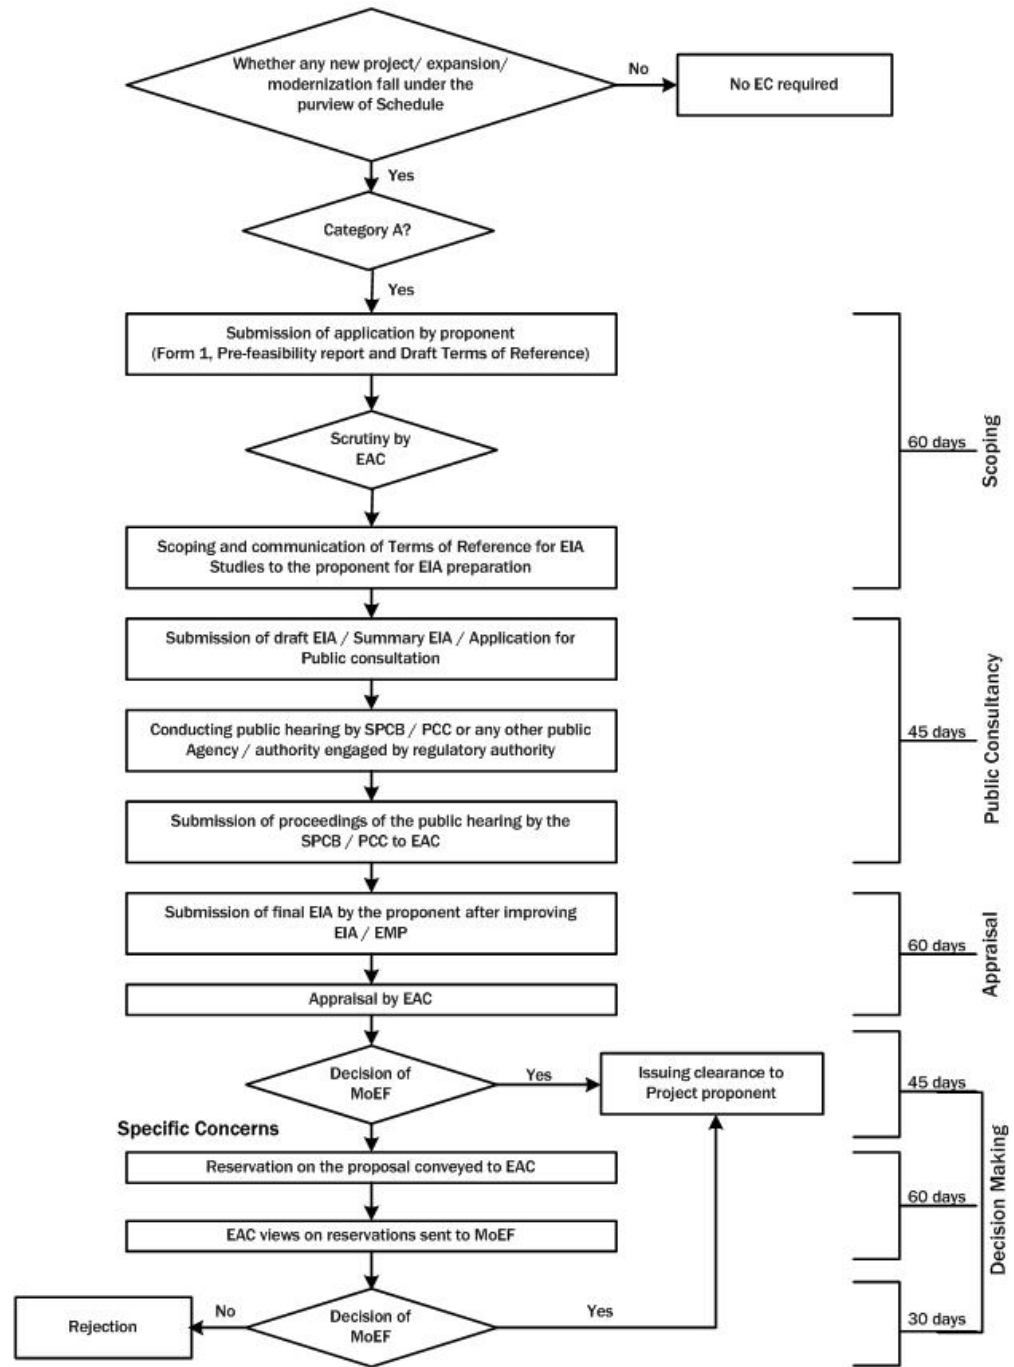 Whether any new project/ expansion/
modernization fall under the
purview of Schedule
No
No EC required
Yes
Category A?
Yes
Submission of application by proponent
(Form 1, Pre-feasibility report and Draft Terms of Reference)
Scrutiny by
EAC
60 days
Scoping
Scoping and communication of Terms of Reference for EIA
Studies to the proponent for EIA preparation
Submission of draft EIA / Summary EIA / Application for
Public consultation
Conducting public hearing by SPCB / PCC or any other public
Agency / authority engaged by regulatory authority
45 days
Public Consultancy
Submission of proceedings of the public hearing by the
SPCB / PCC to EAC
Submission of final EIA by the proponent after improving
EIA / EMP
60 days
Appraisal
Appraisal by EAC
Decision of
MoEF
Yes
Issuing clearance to
Project proponent
45 days
Specific Concerns
Reservation on the proposal conveyed to EAC
60 days
Decision Making
EAC views on reservations sent to MoEF
Decision of
MoEF
No
Rejection
Yes
30 days